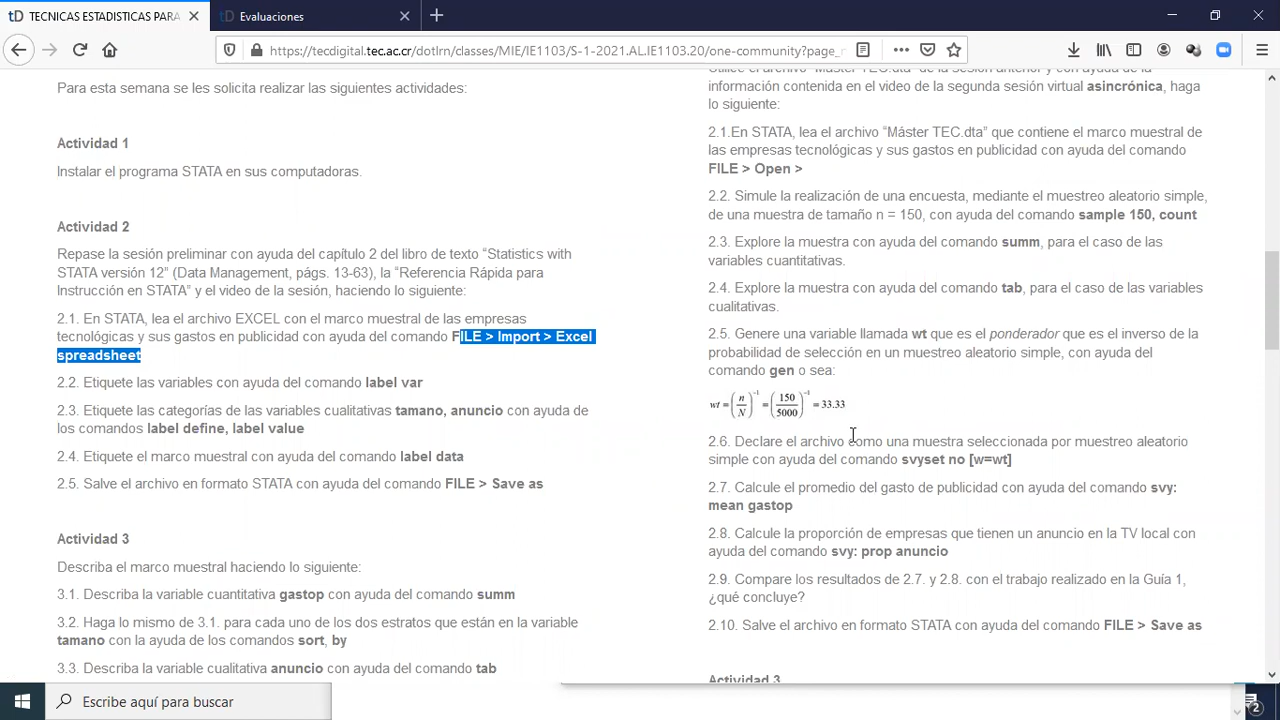 TECNICAS ESTADISTICAS PARA
Evaluaciones
https://tecdigital.tec.ac.cr/dotlrn/classes/MIE/IE1103/S-1-2021.AL.IE1103.20/one-community?page_
Para esta semana se les solicita realizar las siguientes actividades:
Actividad 1
Instalar el programa STATA en sus computadoras.
Actividad 2
Repase la sesión preliminar con ayuda del capítulo 2 del libro de texto “Statistics with
STATA versión 12” (Data Management, págs. 13-63), la “Referencia Rápida para
Instrucción en STATA” y el video de la sesión, haciendo lo siguiente:
2.1. En STATA, lea el archivo EXCEL con el marco muestral de las empresas
tecnológicas y sus gastos en publicidad con ayuda del comando FILE > Import > Excel
spreadsheet
2.2. Etiquete las variables con ayuda del comando label var
2.3. Etiquete las categorías de las variables cualitativas tamano, anuncio con ayuda de
los comandos label define, label value
2.4. Etiquete el marco muestral con ayuda del comando label data
2.5. Salve el archivo en formato STATA con ayuda del comando FILE > Save as
Actividad 3
Describa el marco muestral haciendo lo siguiente:
3.1. Describa la variable cuantitativa gastop con ayuda del comando summ
3.2. Haga lo mismo de 3.1. para cada uno de los dos estratos que están en la variable
tamano con la ayuda de los comandos sort, by
3.3. Describa la variable cualitativa anuncio con ayuda del comando tab
Utilice el archivo “Máster TEC.dta” de la sesión anterior y con ayuda de la
información contenida en el video de la segunda sesión virtual asincrónica, haga
lo siguiente:
2.1.En STATA, lea el archivo “Máster TEC.dta” que contiene el marco muestral de
las empresas tecnológicas y sus gastos en publicidad con ayuda del comando
FILE > Open >
2.2. Simule la realización de una encuesta, mediante el muestreo aleatorio simple,
de una muestra de tamaño n = 150, con ayuda del comando sample 150, count
2.3. Explore la muestra con ayuda del comando summ, para el caso de las
variables cuantitativas.
2.4. Explore la muestra con ayuda del comando tab, para el caso de las variables
cualitativas.
2.5. Genere una variable llamada wt que es el ponderador que es el inverso de la
probabilidad de selección en un muestreo aleatorio simple, con ayuda del
comando gen o sea:
wt = (n/N)^-1 = (150/5000)^-1 = 33.33
2.6. Declare el archivo como una muestra seleccionada por muestreo aleatorio
simple con ayuda del comando svyset no [w=wt]
2.7. Calcule el promedio del gasto de publicidad con ayuda del comando svy:
mean gastop
2.8. Calcule la proporción de empresas que tienen un anuncio en la TV local con
ayuda del comando svy: prop anuncio
2.9. Compare los resultados de 2.7. y 2.8. con el trabajo realizado en la Guía 1,
¿qué concluye?
2.10. Salve el archivo en formato STATA con ayuda del comando FILE > Save as
Actividad 3
Escribe aquí para buscar
2